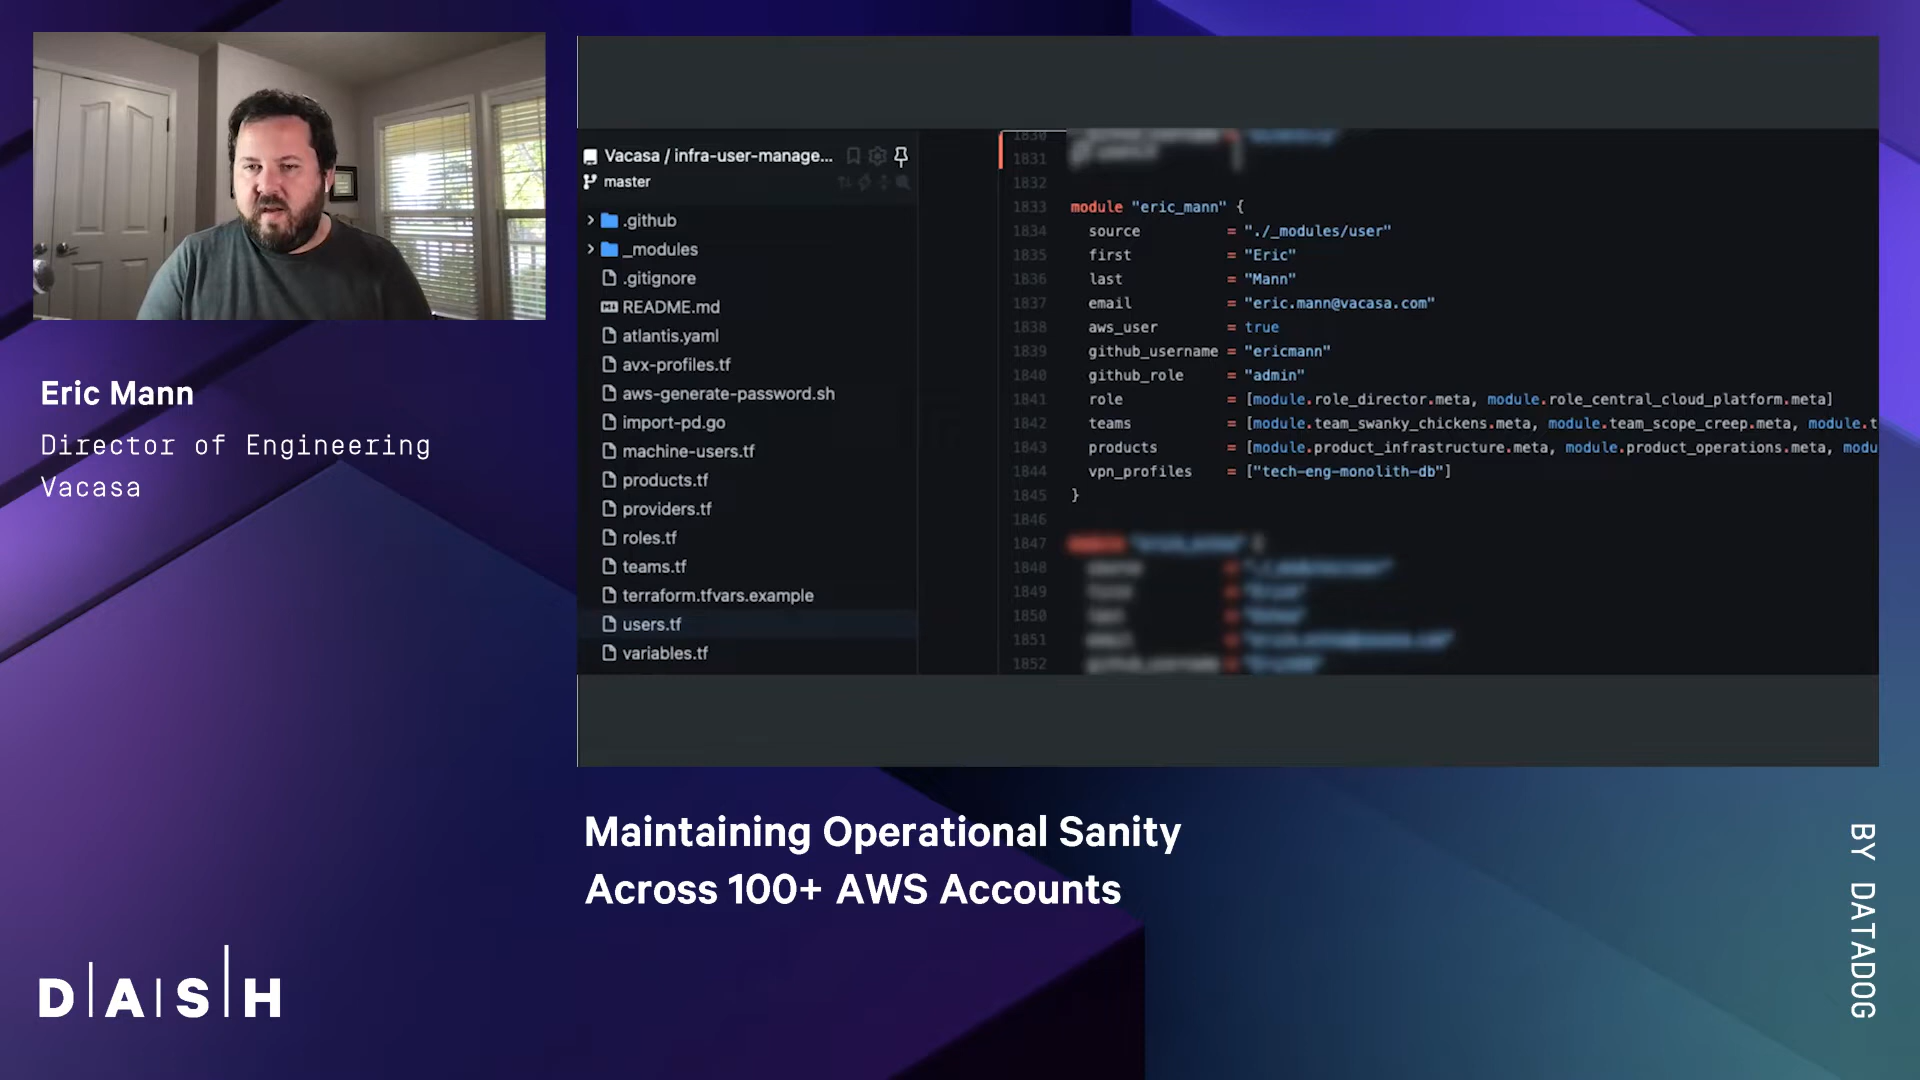 Eric Mann
Director of Engineering
Vacasa
Vacasa / infra-user-manage...
master
.github
_modules
.gitignore
README.md
atlantis.yaml
avx-profiles.tf
aws-generate-password.sh
import-pd.go
machine-users.tf
products.tf
providers.tf
roles.tf
teams.tf
terraform.tfvars.example
users.tf
variables.tf
1830
1831
1832
1833 module "eric_mann" {
1834 source = "./_modules/user"
1835 first = "Eric"
1836 last = "Mann"
1837 email = "eric.mann@vacasa.com"
1838 aws_user = true
1839 github_username = "ericmann"
1840 github_role = "admin"
1841 role = [module.role_director.meta, module.role_central_cloud_platform.meta]
1842 teams = [module.team_swanky_chickens.meta, module.team_scope_creep.meta, module.t
1843 products = [module.product_infrastructure.meta, module.product_operations.meta, modu
1844 vpn_profiles = ["tech-eng-monolith-db"]
1845 }
1846
1847
1848
1849
1850
1851
1852
Maintaining Operational Sanity
Across 100+ AWS Accounts
DASH
BY DATADOG